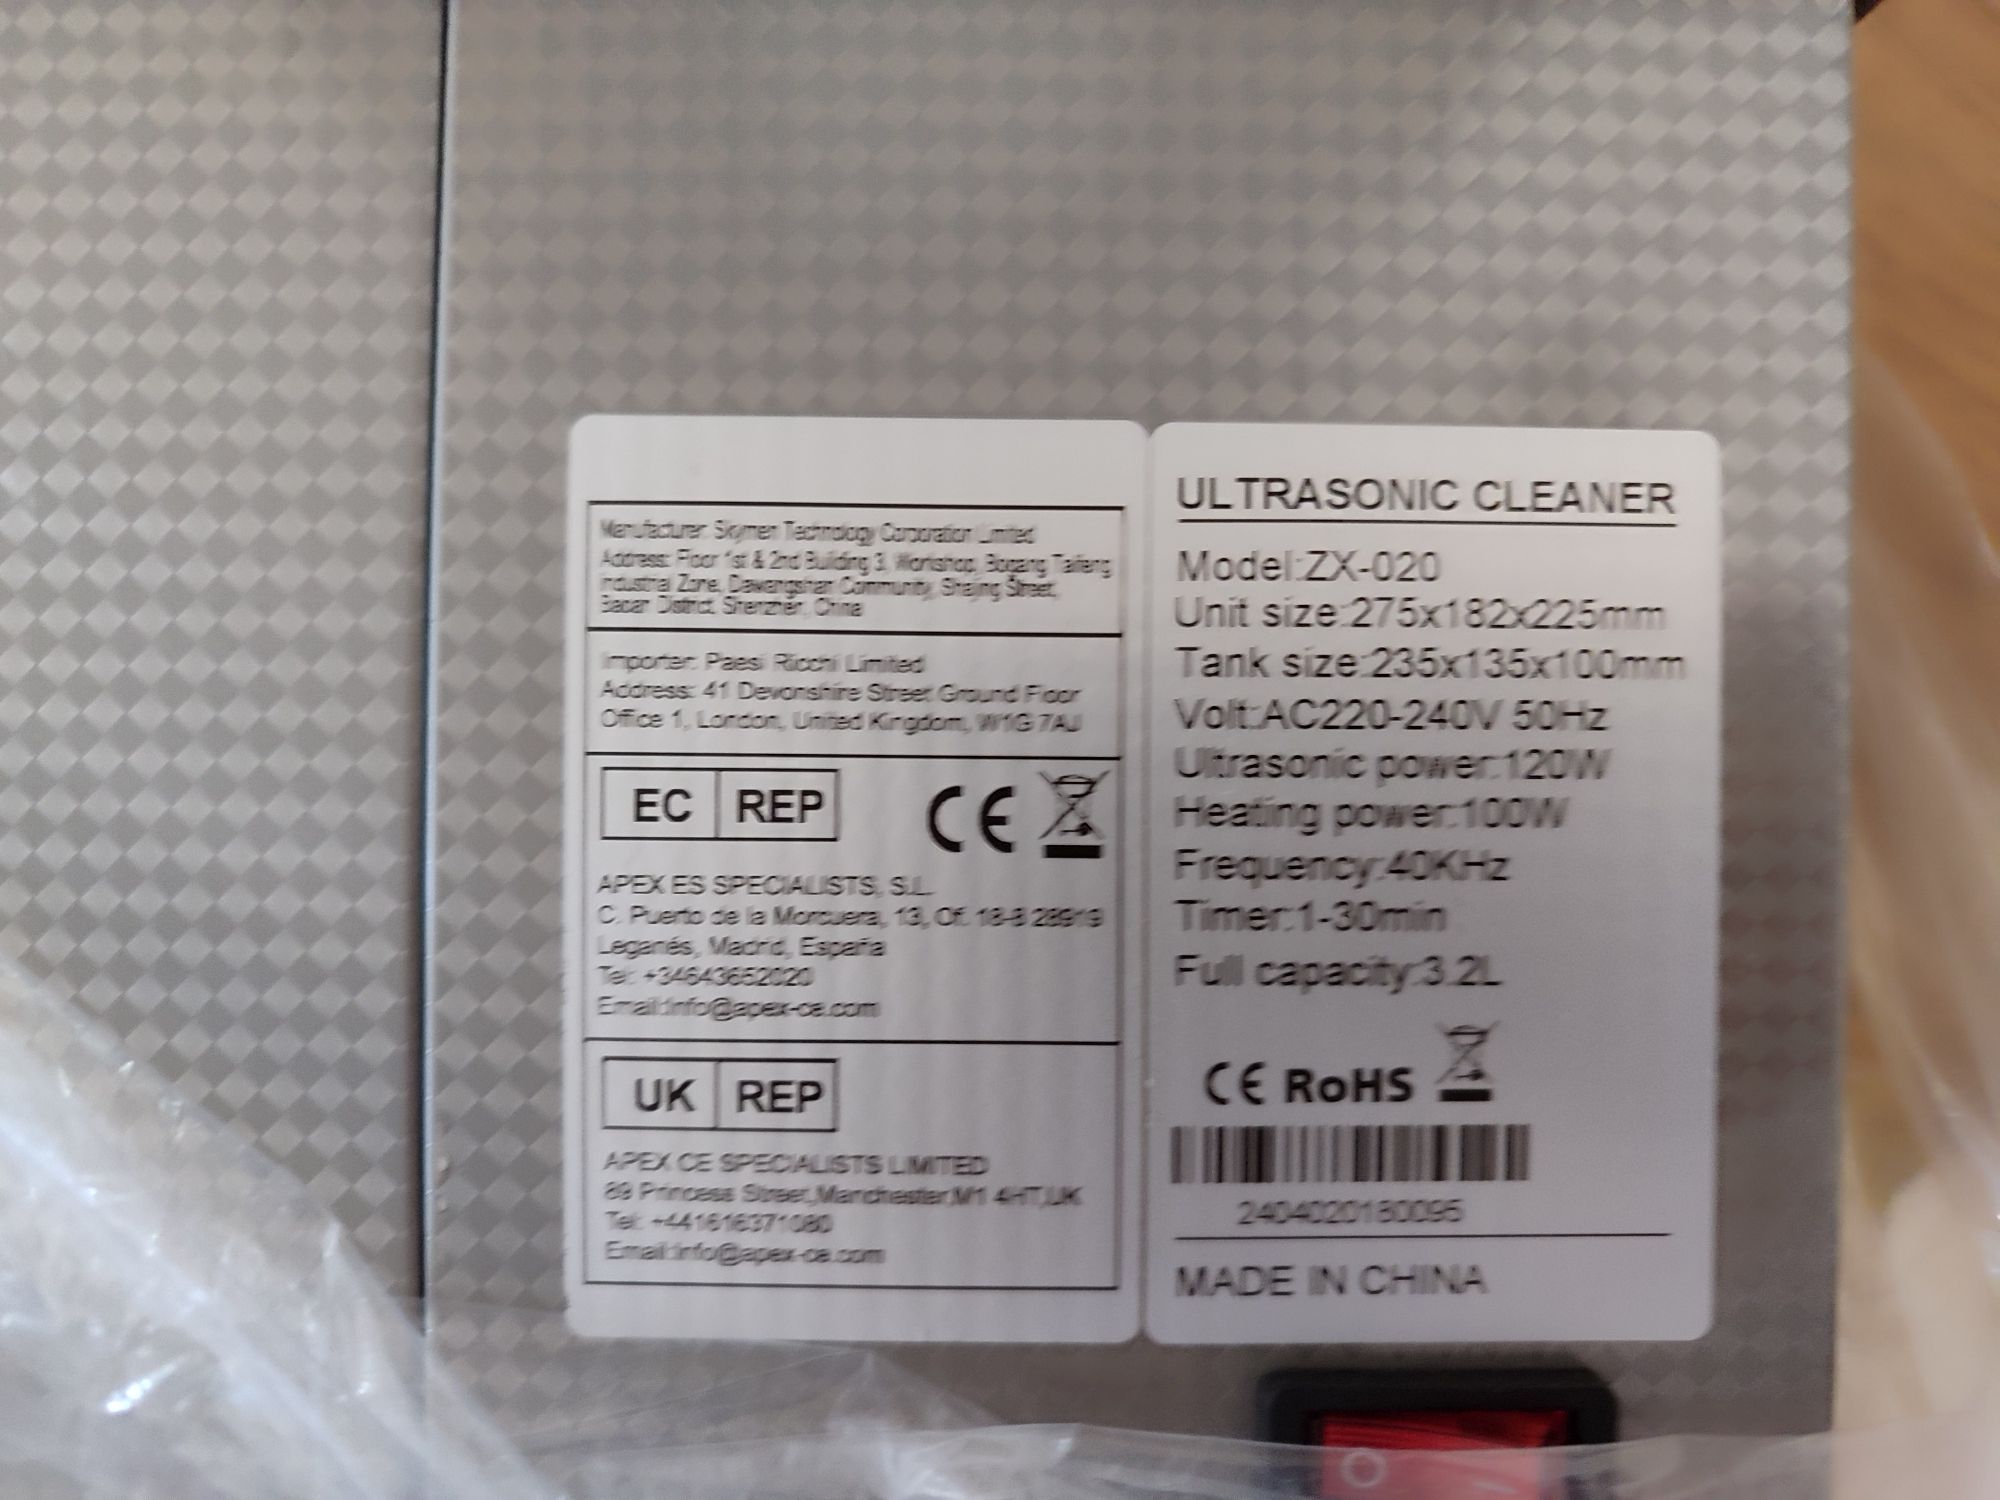 Manufacturer: Skymen Technology Corporation Limited
Address: Floor 1st & 2nd Building 3, Workshop, Bogang Taifeng
Industrial Zone, Dawangshan Community, Shajing Street,
Baoan District, Shenzhen, China
Importer: Paesi Ricchi Limited
Address: 41 Devonshire Street Ground Floor
Office 1, London, United Kingdom, W1G 7AJ
EC REP
CE
APEX ES SPECIALISTS, S.L.
C. Puerto de la Morcuera, 13, Of. 18-8 28919
Leganés, Madrid, España
Tel: +34643652020
Email:info@apex-ce.com
UK REP
APEX CE SPECIALISTS LIMITED
89 Princess Street,Manchester,M1 4HT,UK
Tel: +441616371080
Email:info@apex-ce.com
ULTRASONIC CLEANER
Model:ZX-020
Unit size:275x182x225mm
Tank size:235x135x100mm
Volt:AC220-240V 50Hz
Ultrasonic power:120W
Heating power:100W
Frequency:40KHz
Timer:1-30min
Full capacity:3.2L
CE RoHS
2404020180095
MADE IN CHINA